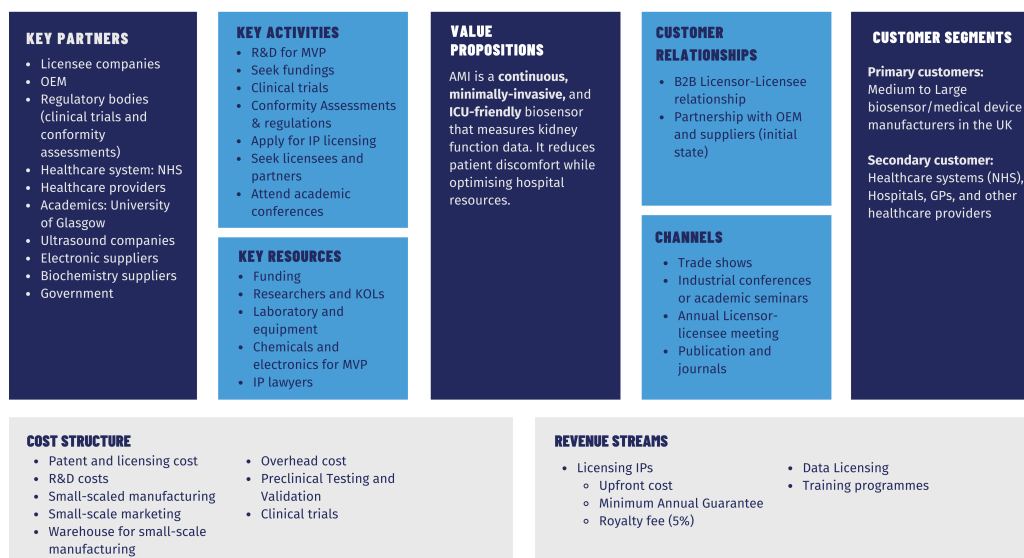 KEY PARTNERS
• Licensee companies
• OEM
• Regulatory bodies
(clinical trials and
conformity
assessments)
• Healthcare system: NHS
• Healthcare providers
• Academics: University
of Glasgow
• Ultrasound companies
• Electronic suppliers
• Biochemistry suppliers
• Government
KEY ACTIVITIES
• R&D for MVP
• Seek fundings
• Clinical trials
• Conformity Assessments
& regulations
• Apply for IP licensing
• Seek licensees and
partners
• Attend academic
conferences
KEY RESOURCES
• Funding
• Researchers and KOLs
• Laboratory and
equipment
• Chemicals and
electronics for MVP
• IP lawyers
VALUE
PROPOSITIONS
AMI is a continuous,
minimally-invasive, and
ICU-friendly biosensor
that measures kidney
function data. It reduces
patient discomfort while
optimising hospital
resources.
CUSTOMER
RELATIONSHIPS
• B2B Licensor-Licensee
relationship
• Partnership with OEM
and suppliers (initial
state)
CHANNELS
• Trade shows
• Industrial conferences
or academic seminars
• Annual Licensor-
licensee meeting
• Publication and
journals
CUSTOMER SEGMENTS
Primary customers:
Medium to Large
biosensor/medical device
manufacturers in the UK
Secondary customer:
Healthcare systems (NHS),
Hospitals, GPs, and other
healthcare providers
COST STRUCTURE
• Patent and licensing cost
• R&D costs
• Small-scaled manufacturing
• Small-scale marketing
• Warehouse for small-scale
manufacturing
• Overhead cost
• Preclinical Testing and
Validation
• Clinical trials
REVENUE STREAMS
• Licensing IPs
◦ Upfront cost
◦ Minimum Annual Guarantee
◦ Royalty fee (5%)
• Data Licensing
• Training programmes